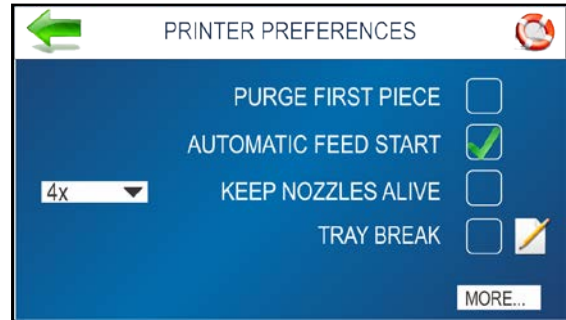 PRINTER PREFERENCES
PURGE FIRST PIECE
AUTOMATIC FEED START
4x KEEP NOZZLES ALIVE
TRAY BREAK
MORE...